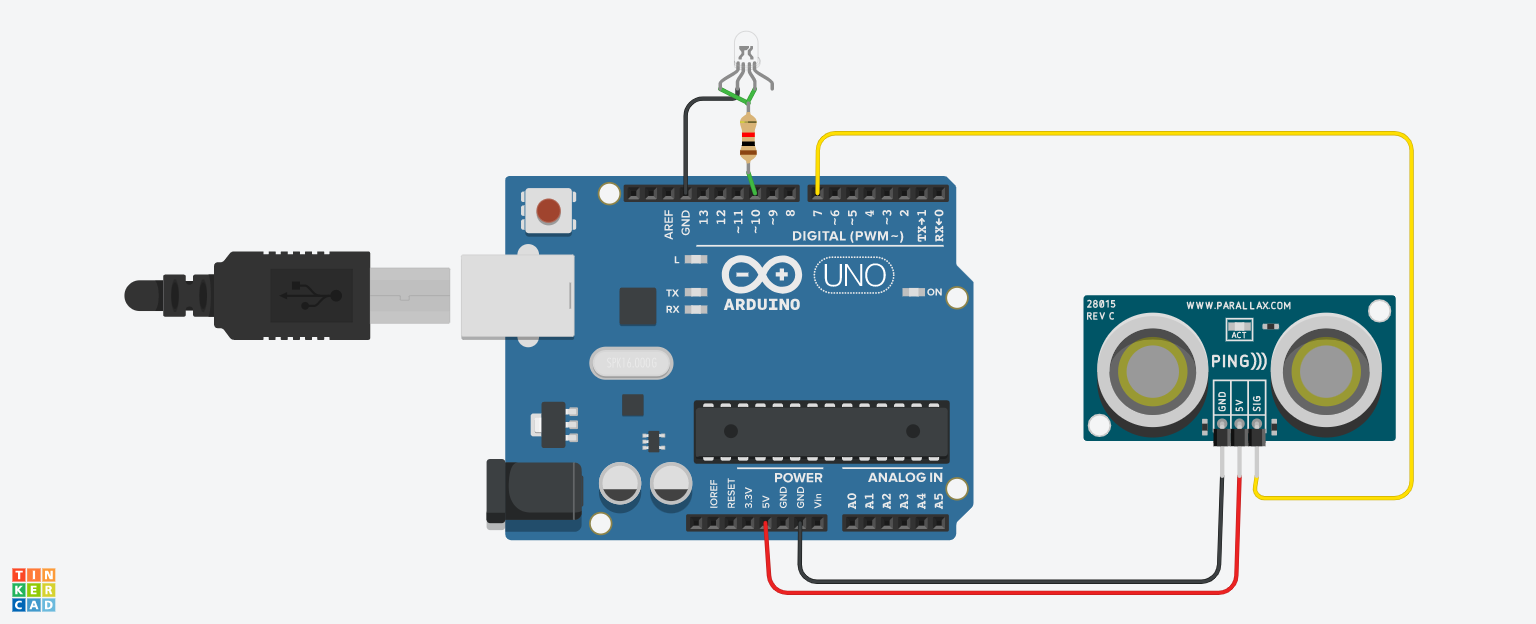 AREF
GND
13
12
~11
~10
~9
8
7
~6
~5
4
~3
2
TX→1
RX←0
DIGITAL (PWM~)
L
TX
RX
ARDUINO
UNO
ON
IOREF
RESET
3.3V
5V
GND
GND
Vin
POWER
ANALOG IN
A0
A1
A2
A3
A4
A5
28015
REV C
WWW.PARALLAX.COM
ACT
PING)))
GND
5V
SIG
TIN
KER
CAD